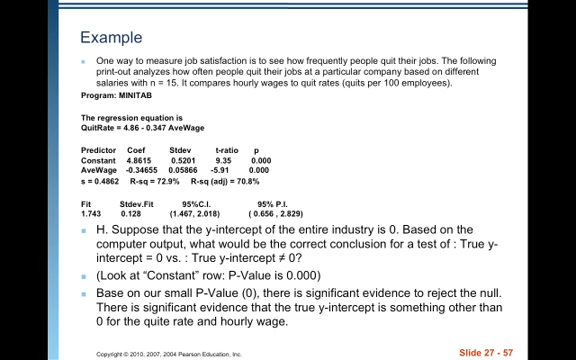 Example
One way to measure job satisfaction is to see how frequently people quit their jobs. The following
print-out analyzes how often people quit their jobs at a particular company based on different
salaries with n = 15. It compares hourly wages to quit rates (quits per 100 employees).
Program: MINITAB
The regression equation is
QuitRate = 4.86 - 0.347 AveWage
Predictor Coef Stdev t-ratio p
Constant 4.8615 0.5201 9.35 0.000
AveWage -0.34655 0.05866 -5.91 0.000
s = 0.4862 R-sq = 72.9% R-sq (adj) = 70.8%
Fit Stdev.Fit 95%C.I. 95% P.I.
1.743 0.128 (1.467, 2.018) ( 0.656 , 2.829)
H. Suppose that the y-intercept of the entire industry is 0. Based on the
computer output, what would be the correct conclusion for a test of : True y-
intercept = 0 vs. : True y-intercept ≠ 0?
(Look at “Constant” row: P-Value is 0.000)
Base on our small P-Value (0), there is significant evidence to reject the null.
There is significant evidence that the true y-intercept is something other than
0 for the quite rate and hourly wage.
Copyright © 2010, 2007, 2004 Pearson Education, Inc.
Slide 27 - 57